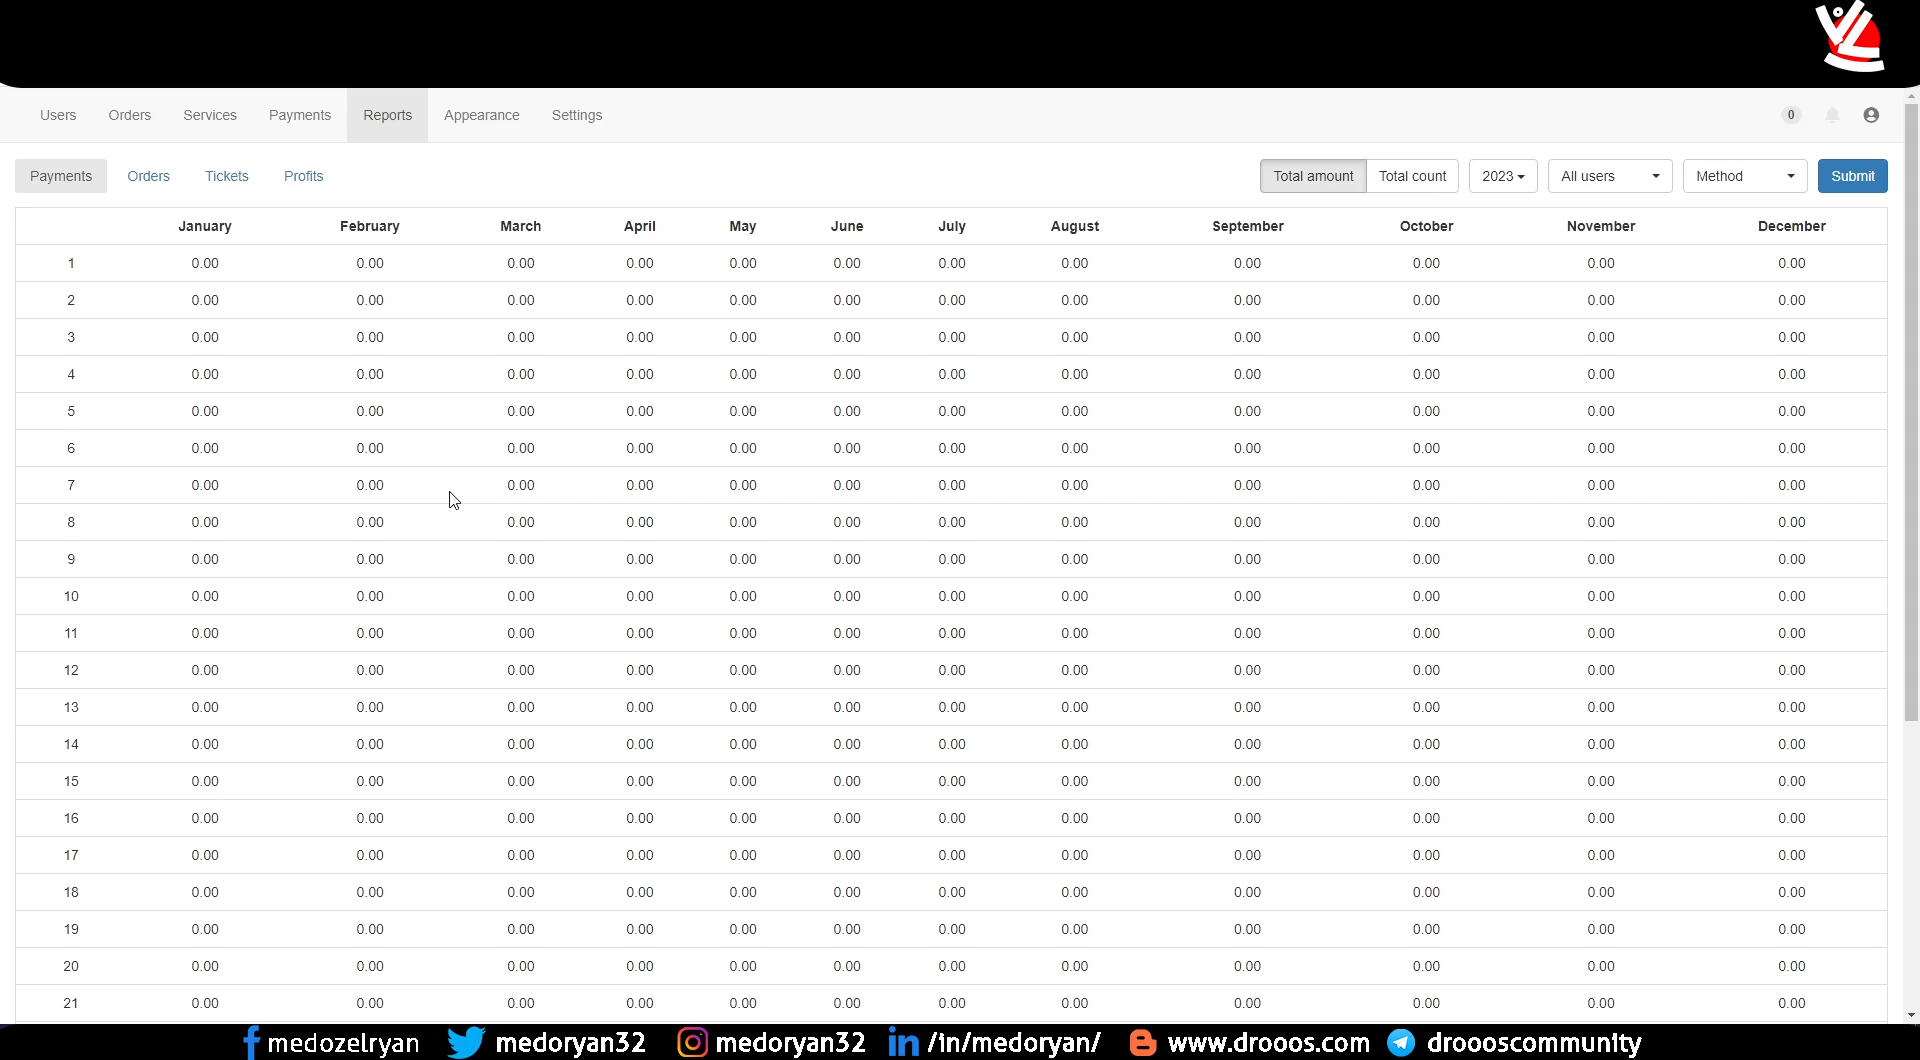 Users Orders Services Payments Reports Appearance Settings 0
Payments Orders Tickets Profits Total amount Total count 2023 All users Method Submit
January February March April May June July August September October November December
1 0.00 0.00 0.00 0.00 0.00 0.00 0.00 0.00 0.00 0.00 0.00 0.00
2 0.00 0.00 0.00 0.00 0.00 0.00 0.00 0.00 0.00 0.00 0.00 0.00
3 0.00 0.00 0.00 0.00 0.00 0.00 0.00 0.00 0.00 0.00 0.00 0.00
4 0.00 0.00 0.00 0.00 0.00 0.00 0.00 0.00 0.00 0.00 0.00 0.00
5 0.00 0.00 0.00 0.00 0.00 0.00 0.00 0.00 0.00 0.00 0.00 0.00
6 0.00 0.00 0.00 0.00 0.00 0.00 0.00 0.00 0.00 0.00 0.00 0.00
7 0.00 0.00 0.00 0.00 0.00 0.00 0.00 0.00 0.00 0.00 0.00 0.00
8 0.00 0.00 0.00 0.00 0.00 0.00 0.00 0.00 0.00 0.00 0.00 0.00
9 0.00 0.00 0.00 0.00 0.00 0.00 0.00 0.00 0.00 0.00 0.00 0.00
10 0.00 0.00 0.00 0.00 0.00 0.00 0.00 0.00 0.00 0.00 0.00 0.00
11 0.00 0.00 0.00 0.00 0.00 0.00 0.00 0.00 0.00 0.00 0.00 0.00
12 0.00 0.00 0.00 0.00 0.00 0.00 0.00 0.00 0.00 0.00 0.00 0.00
13 0.00 0.00 0.00 0.00 0.00 0.00 0.00 0.00 0.00 0.00 0.00 0.00
14 0.00 0.00 0.00 0.00 0.00 0.00 0.00 0.00 0.00 0.00 0.00 0.00
15 0.00 0.00 0.00 0.00 0.00 0.00 0.00 0.00 0.00 0.00 0.00 0.00
16 0.00 0.00 0.00 0.00 0.00 0.00 0.00 0.00 0.00 0.00 0.00 0.00
17 0.00 0.00 0.00 0.00 0.00 0.00 0.00 0.00 0.00 0.00 0.00 0.00
18 0.00 0.00 0.00 0.00 0.00 0.00 0.00 0.00 0.00 0.00 0.00 0.00
19 0.00 0.00 0.00 0.00 0.00 0.00 0.00 0.00 0.00 0.00 0.00 0.00
20 0.00 0.00 0.00 0.00 0.00 0.00 0.00 0.00 0.00 0.00 0.00 0.00
21 0.00 0.00 0.00 0.00 0.00 0.00 0.00 0.00 0.00 0.00 0.00 0.00
medozelryan medoryan32 medoryan32 /in/medoryan/ www.drooos.com droooscommunity